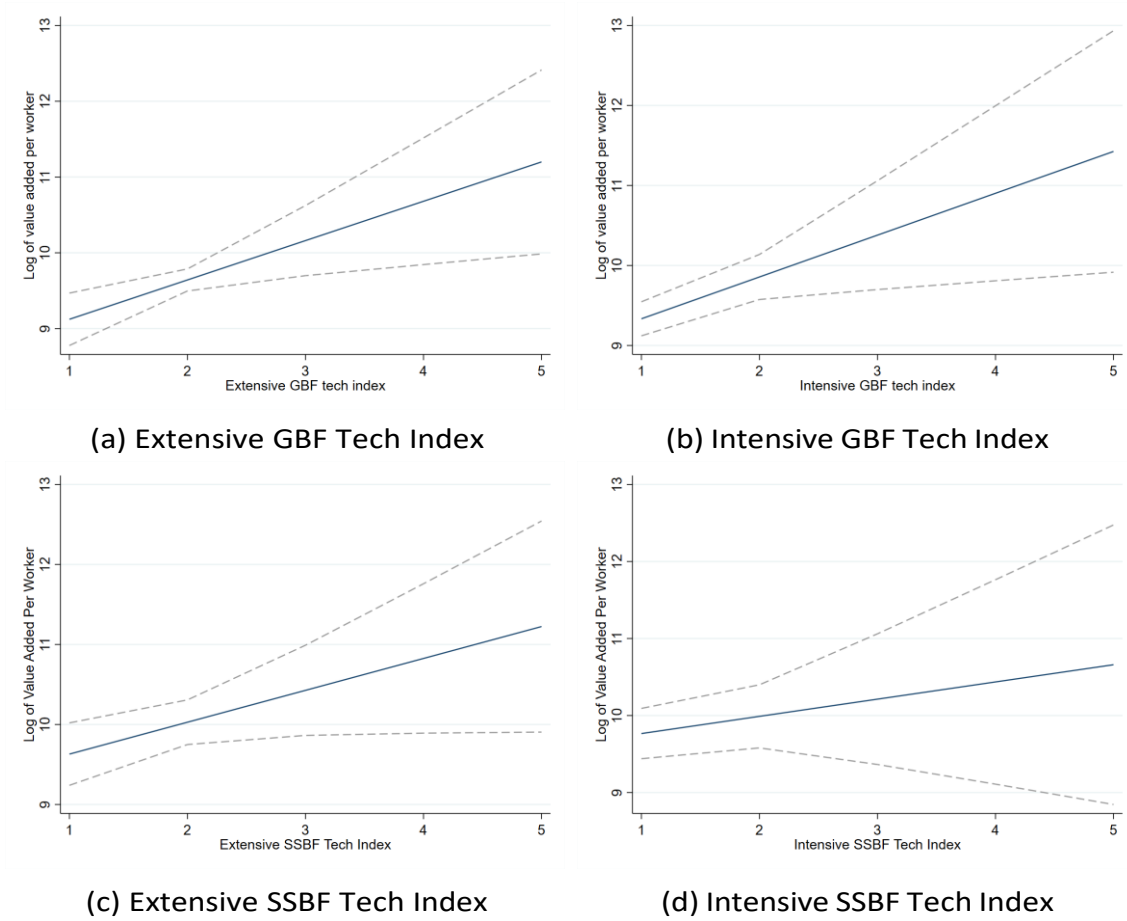 13
12
11
10
9
Log of value added per worker
1 2 3 4 5
Extensive GBF tech index
13
12
11
10
9
Log of value added per worker
1 2 3 4 5
Intensive GBF tech index
(a) Extensive GBF Tech Index
(b) Intensive GBF Tech Index
13
12
11
10
9
Log of Value Added Per Worker
1 2 3 4 5
Extensive SSBF Tech Index
13
12
11
10
9
Log of Value Added Per Worker
1 2 3 4 5
Intensive SSBF Tech Index
(c) Extensive SSBF Tech Index
(d) Intensive SSBF Tech Index